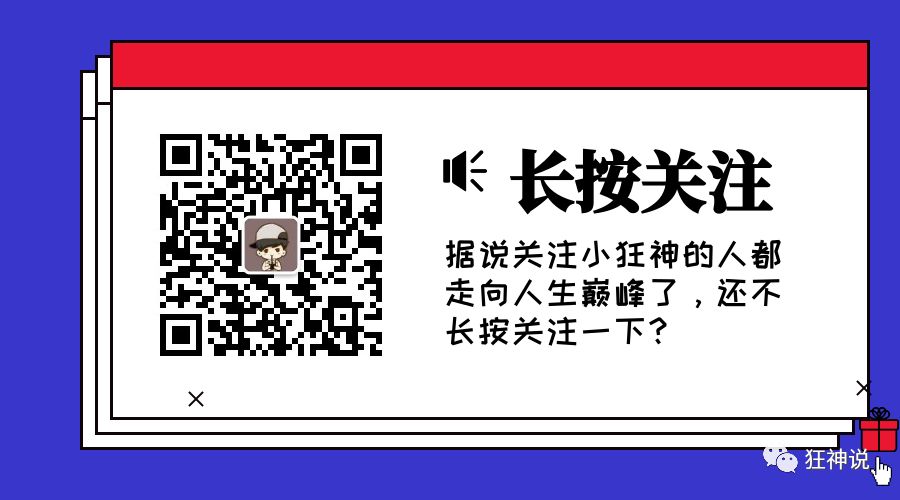 长按关注
据说关注小狂神的人都
走向人生巅峰了，还不
长按关注一下？
狂神说